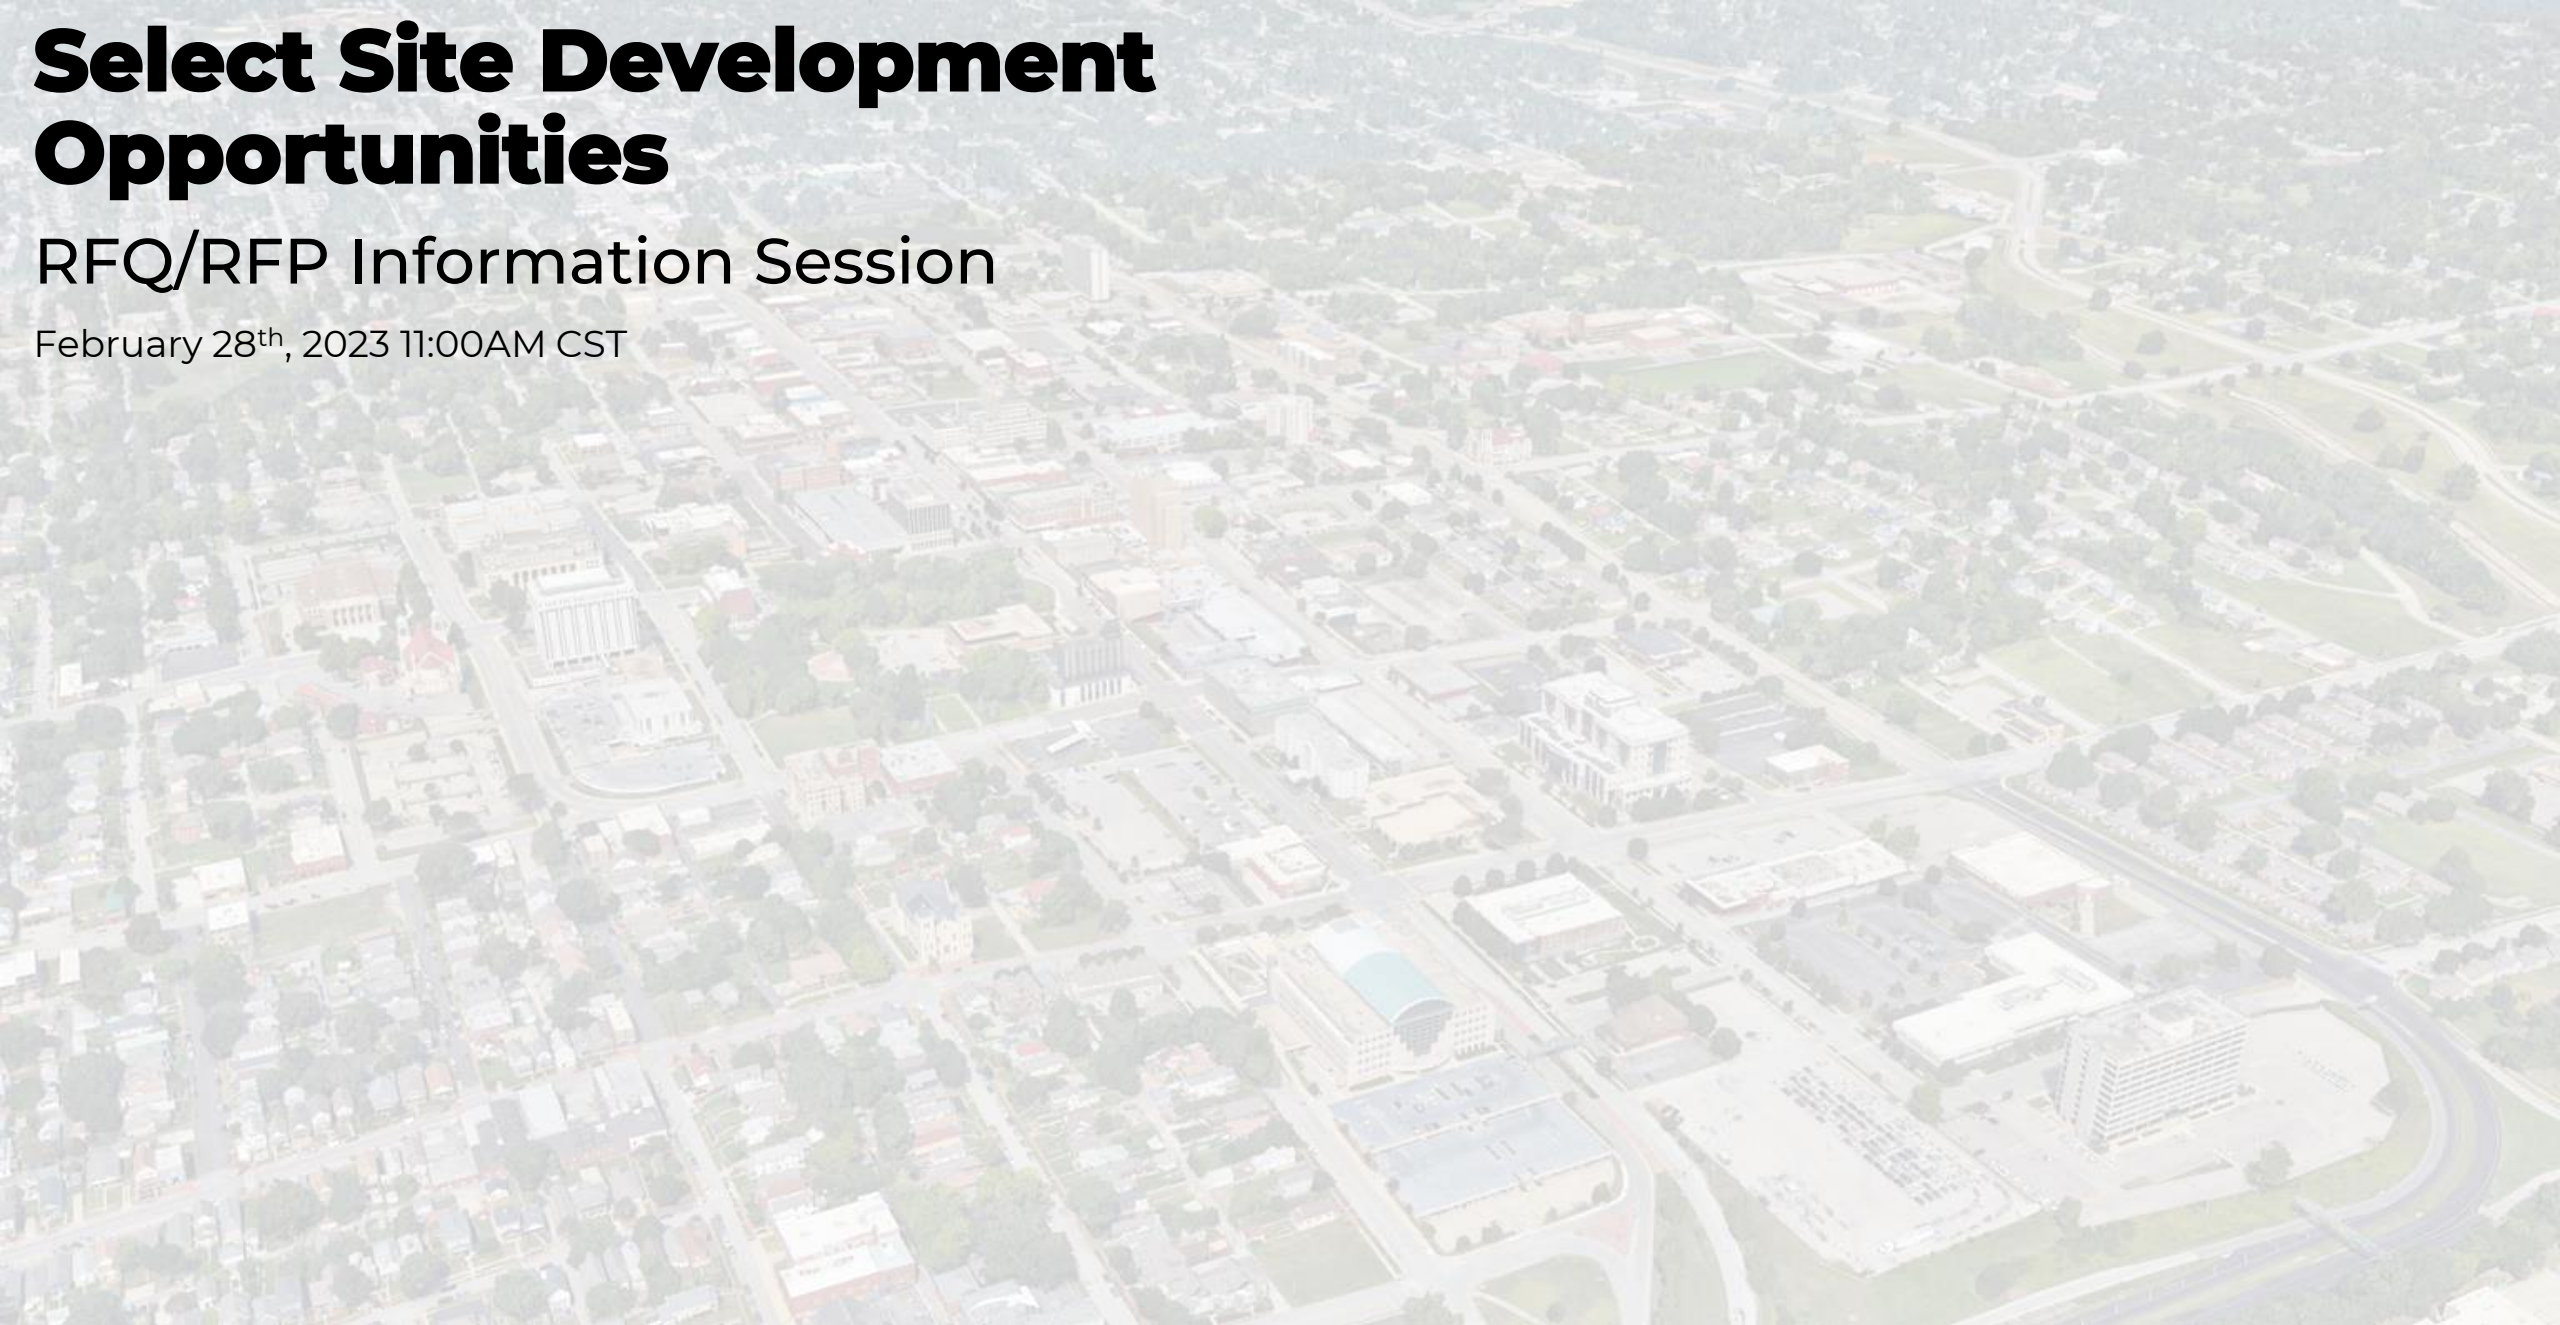 Select Site Development
Opportunities
RFQ/RFP Information Session
February 28th, 2023 11:00AM CST